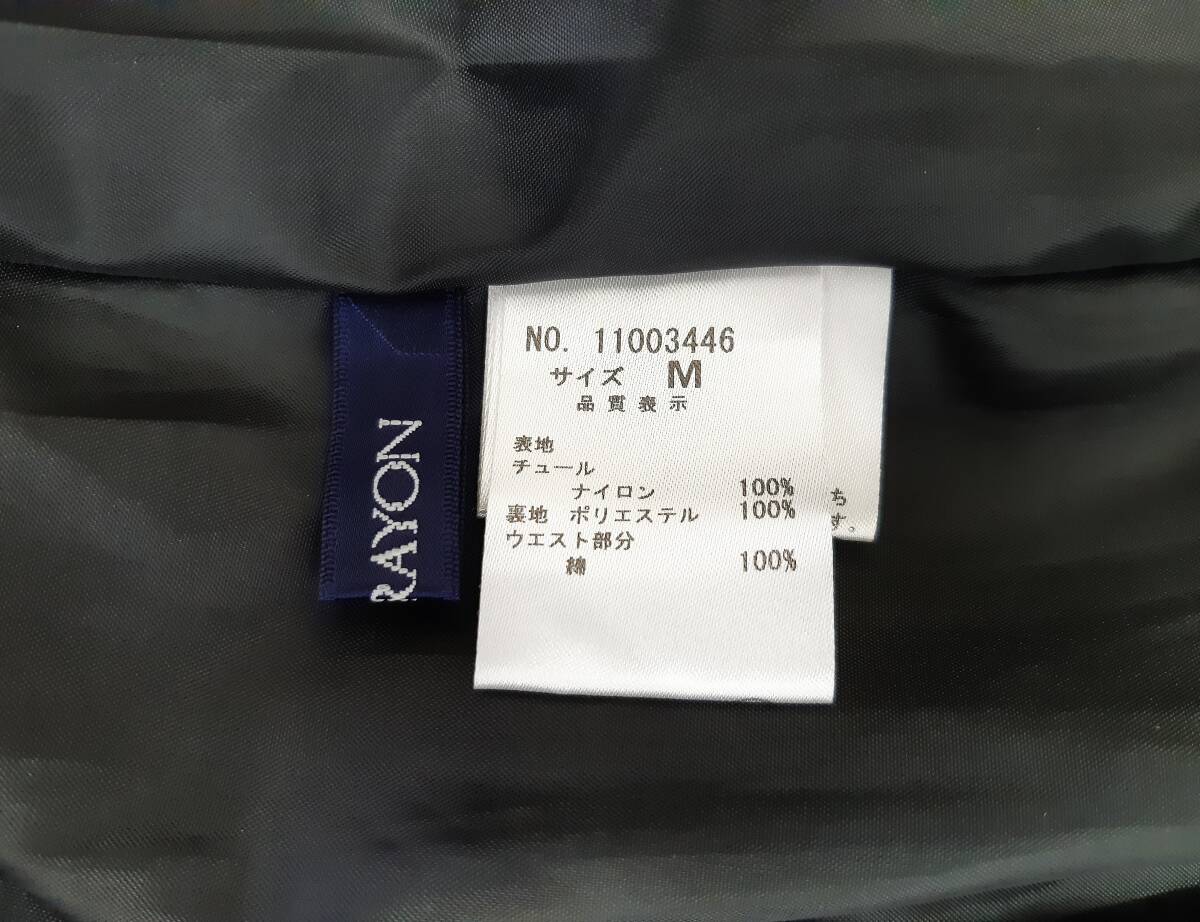 NO. 11003446
サイズ M
品質表示
表地
チュール
ナイロン 100%
裏地 ポリエステル 100%
ウエスト部分
綿 100%
ち
す。
RAYON